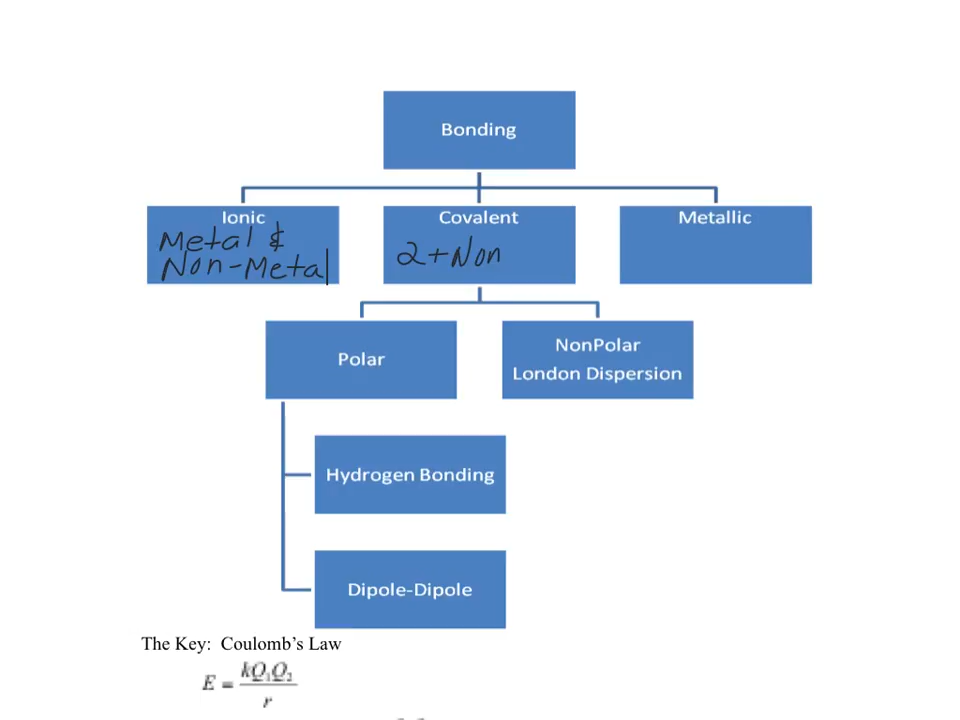 Bonding
Ionic
Metal &
Non-Metal
Covalent
2+Non
Metallic
Polar
NonPolar
London Dispersion
Hydrogen Bonding
Dipole-Dipole
The Key: Coulomb's Law
E = kQ₁Q₂ / r